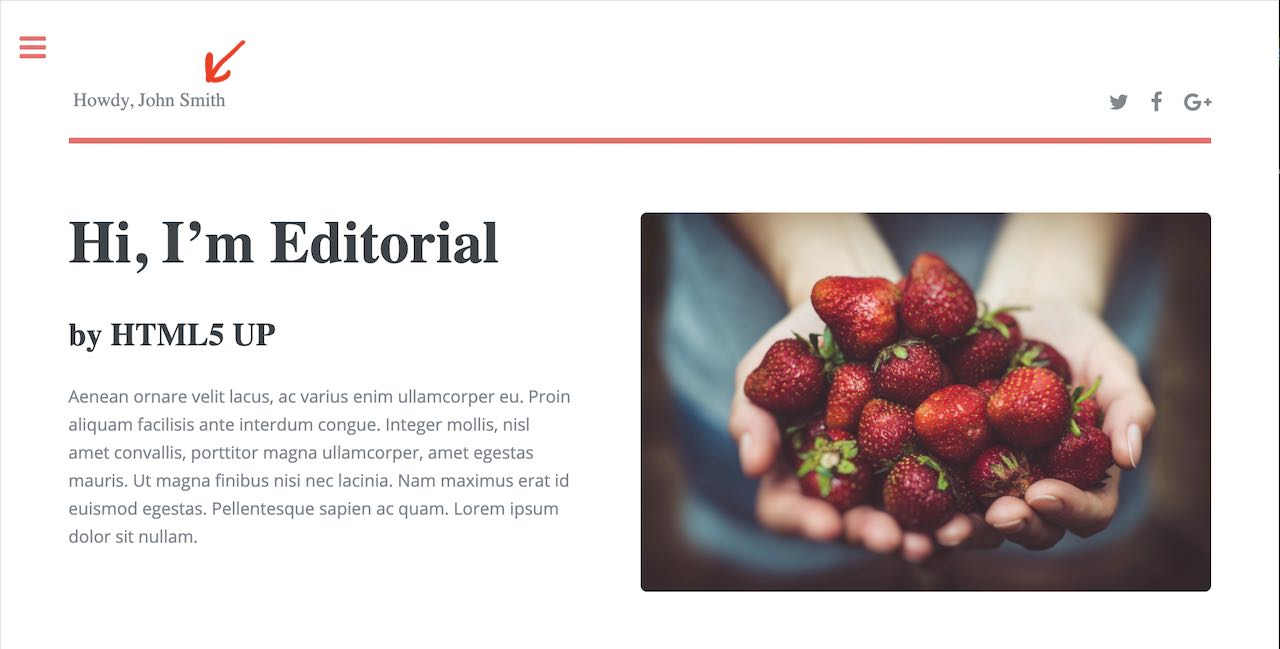 Howdy, John Smith
Hi, I’m Editorial
by HTML5 UP
Aenean ornare velit lacus, ac varius enim ullamcorper eu. Proin
aliquam facilisis ante interdum congue. Integer mollis, nisl
amet convallis, porttitor magna ullamcorper, amet egestas
mauris. Ut magna finibus nisi nec lacinia. Nam maximus erat id
euismod egestas. Pellentesque sapien ac quam. Lorem ipsum
dolor sit nullam.